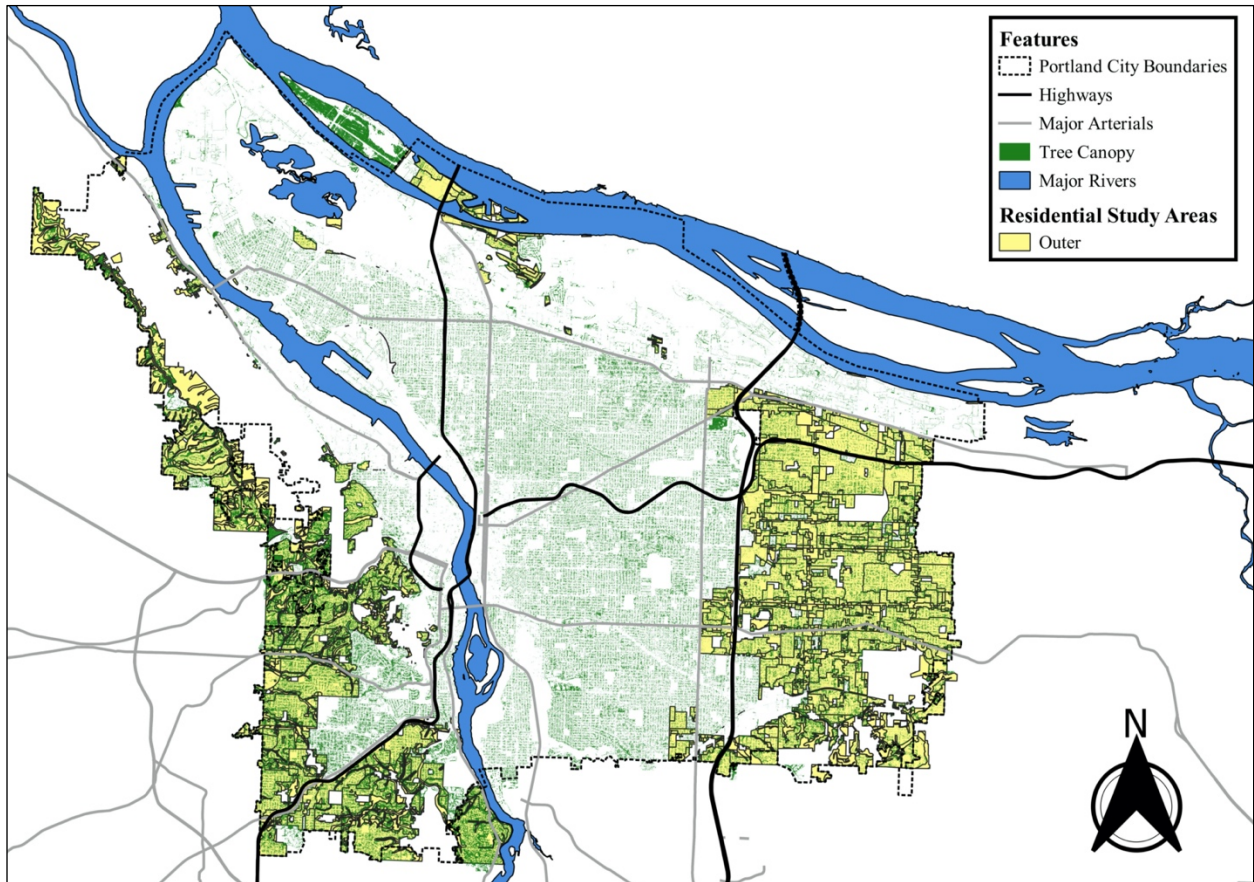 Features
Portland City Boundaries
Highways
Major Arterials
Tree Canopy
Major Rivers
Residential Study Areas
Outer
N